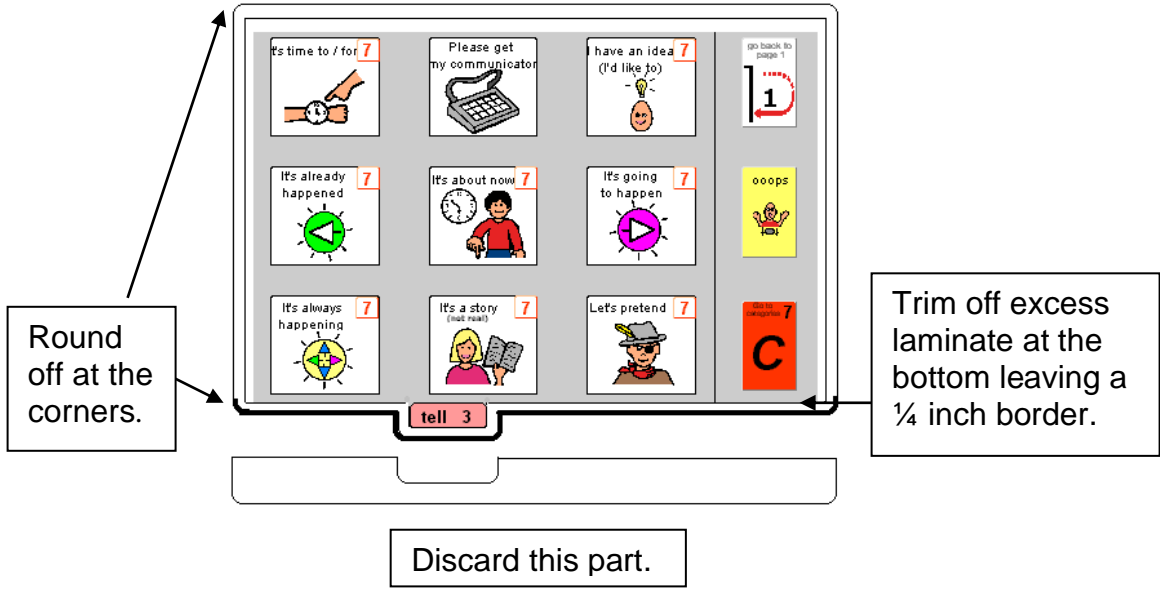 It's time to / for 7
Please get
my communicator
I have an idea 7
(I'd like to)
go back to
page 1
1
It's already 7
happened
It's about now 7
It's going 7
to happen
ooops
It's always 7
happening
It's a story 7
(not real)
Let's pretend 7
Go to
categories 7
C
tell 3
Round
off at the
corners.
Trim off excess
laminate at the
bottom leaving a
¼ inch border.
Discard this part.